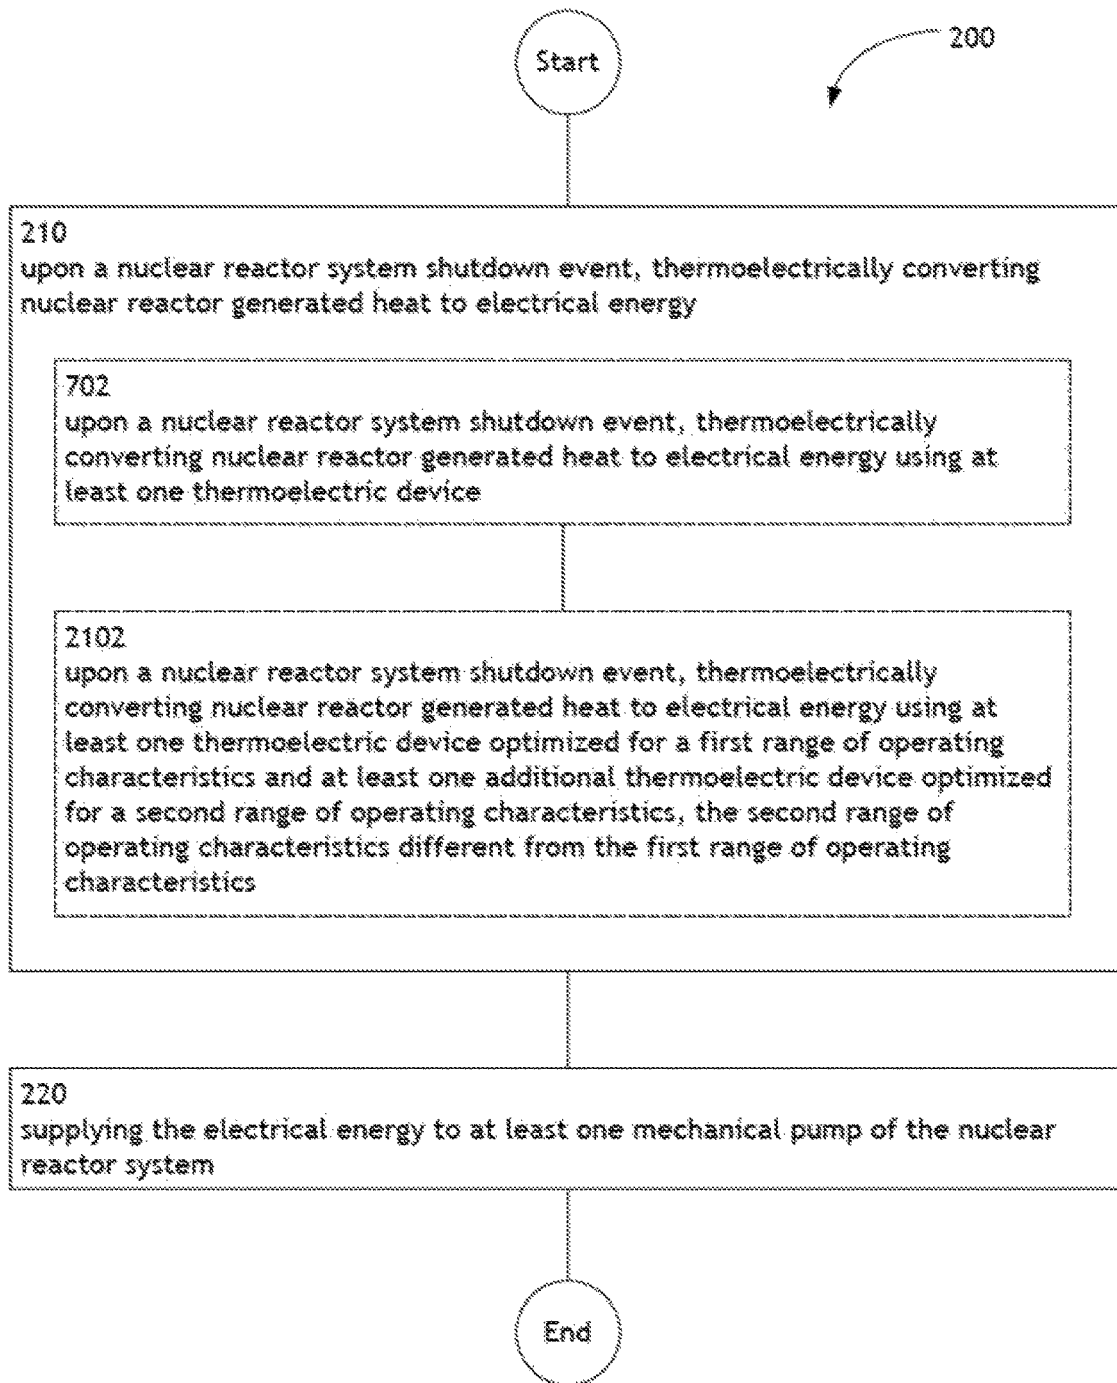 Start
200
210
upon a nuclear reactor system shutdown event, thermoelectrically converting
nuclear reactor generated heat to electrical energy
702
upon a nuclear reactor system shutdown event, thermoelectrically
converting nuclear reactor generated heat to electrical energy using at
least one thermoelectric device
2102
upon a nuclear reactor system shutdown event, thermoelectrically
converting nuclear reactor generated heat to electrical energy using at
least one thermoelectric device optimized for a first range of operating
characteristics and at least one additional thermoelectric device optimized
for a second range of operating characteristics, the second range of
operating characteristics different from the first range of operating
characteristics
220
supplying the electrical energy to at least one mechanical pump of the nuclear
reactor system
End